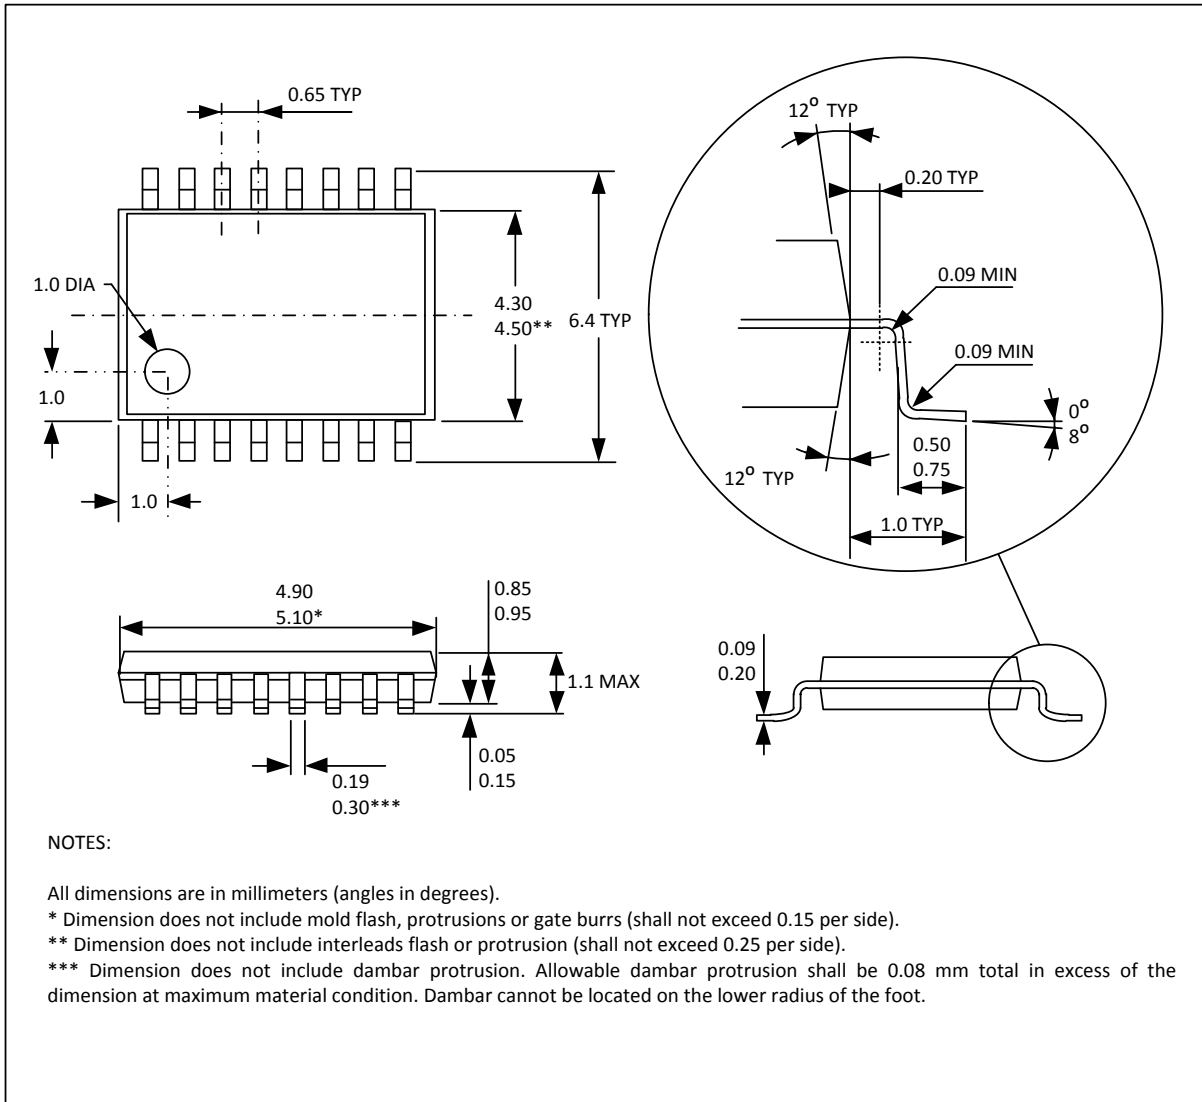 0.65 TYP
12° TYP
0.20 TYP
1.0 DIA
4.30
4.50**
6.4 TYP
0.09 MIN
0.09 MIN
1.0
0°
8°
0.50
0.75
12° TYP
1.0
1.0 TYP
4.90
5.10*
0.85
0.95
1.1 MAX
0.09
0.20
0.05
0.15
0.19
0.30***
NOTES:
All dimensions are in millimeters (angles in degrees).
* Dimension does not include mold flash, protrusions or gate burrs (shall not exceed 0.15 per side).
** Dimension does not include interleads flash or protrusion (shall not exceed 0.25 per side).
*** Dimension does not include dambar protrusion. Allowable dambar protrusion shall be 0.08 mm total in excess of the
dimension at maximum material condition. Dambar cannot be located on the lower radius of the foot.